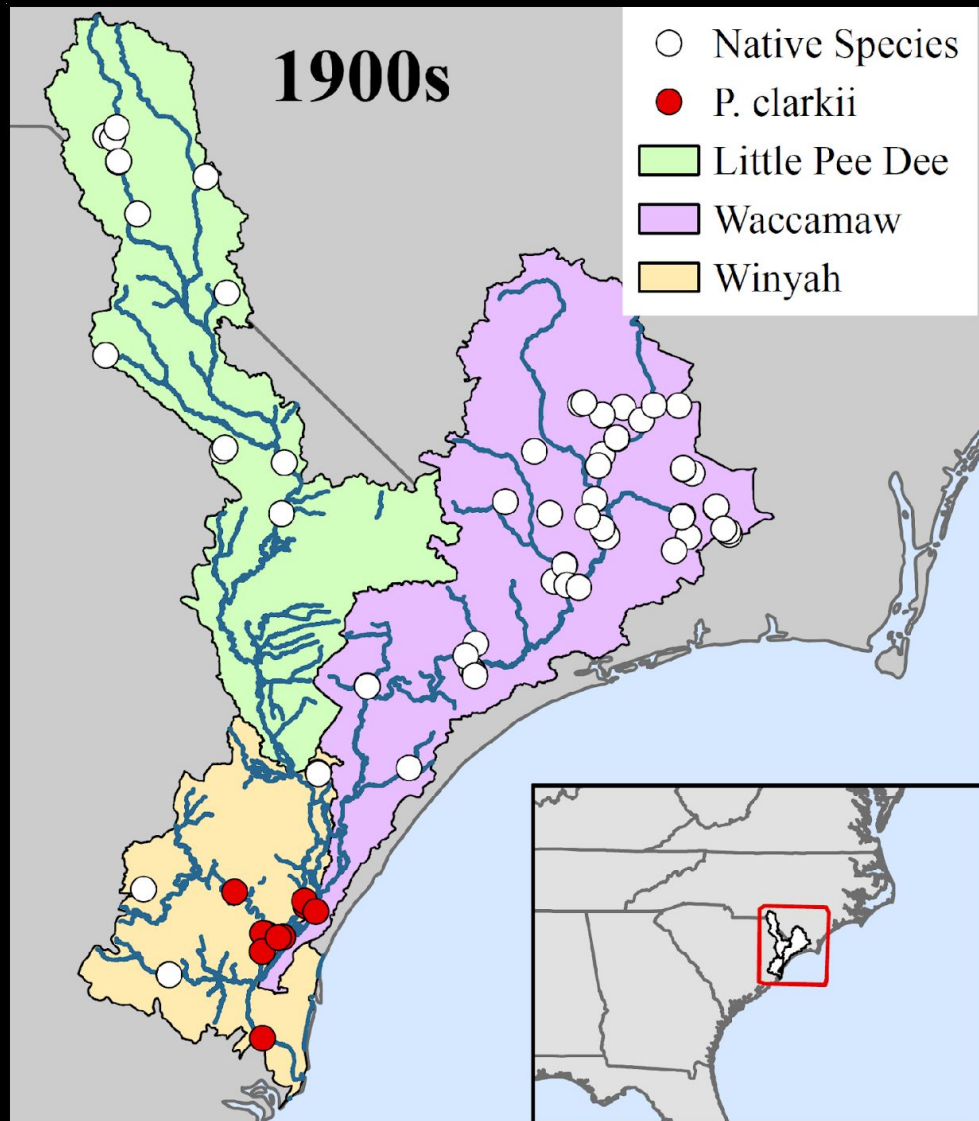 1900s
Native Species
P. clarkii
Little Pee Dee
Waccamaw
Winyah